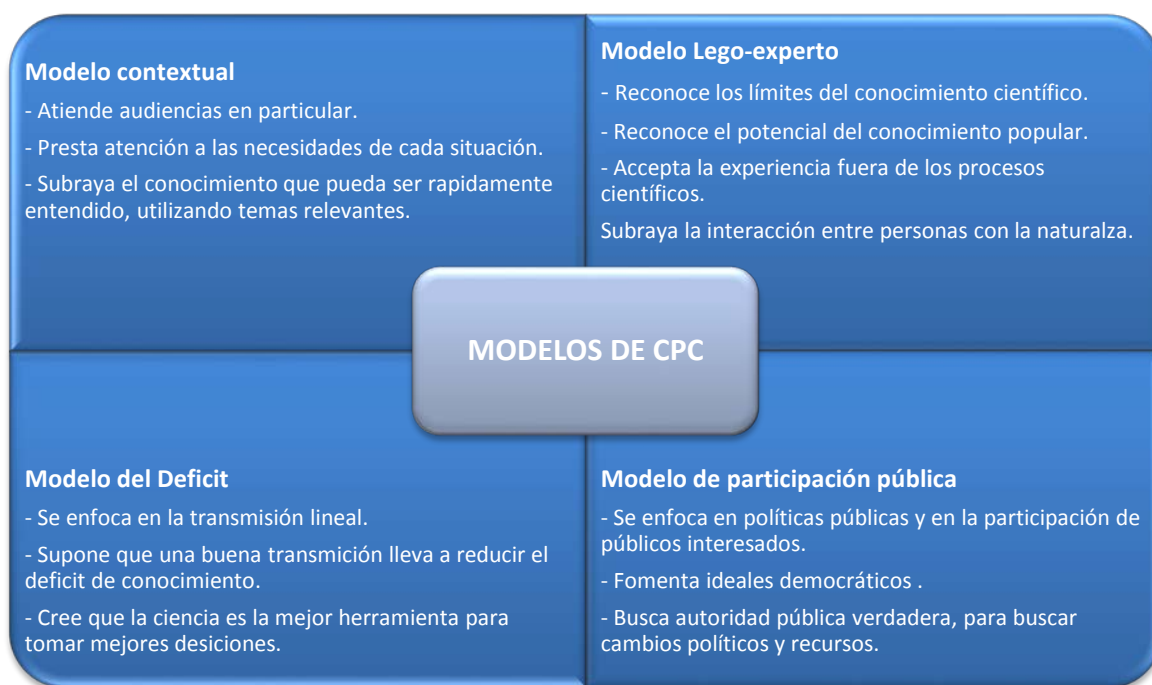 Modelo contextual
- Atiende audiencias en particular.
- Presta atención a las necesidades de cada situación.
- Subraya el conocimiento que pueda ser rapidamente
entendido, utilizando temas relevantes.
Modelo Lego-experto
- Reconoce los límites del conocimiento científico.
- Reconoce el potencial del conocimiento popular.
- Accepta la experiencia fuera de los procesos
científicos.
Subraya la interacción entre personas con la naturalza.
MODELOS DE CPC
Modelo del Deficit
- Se enfoca en la transmisión lineal.
- Supone que una buena transmición lleva a reducir el
deficit de conocimiento.
- Cree que la ciencia es la mejor herramienta para
tomar mejores desiciones.
Modelo de participación pública
- Se enfoca en políticas públicas y en la participación de
públicos interesados.
- Fomenta ideales democráticos .
- Busca autoridad pública verdadera, para buscar
cambios políticos y recursos.